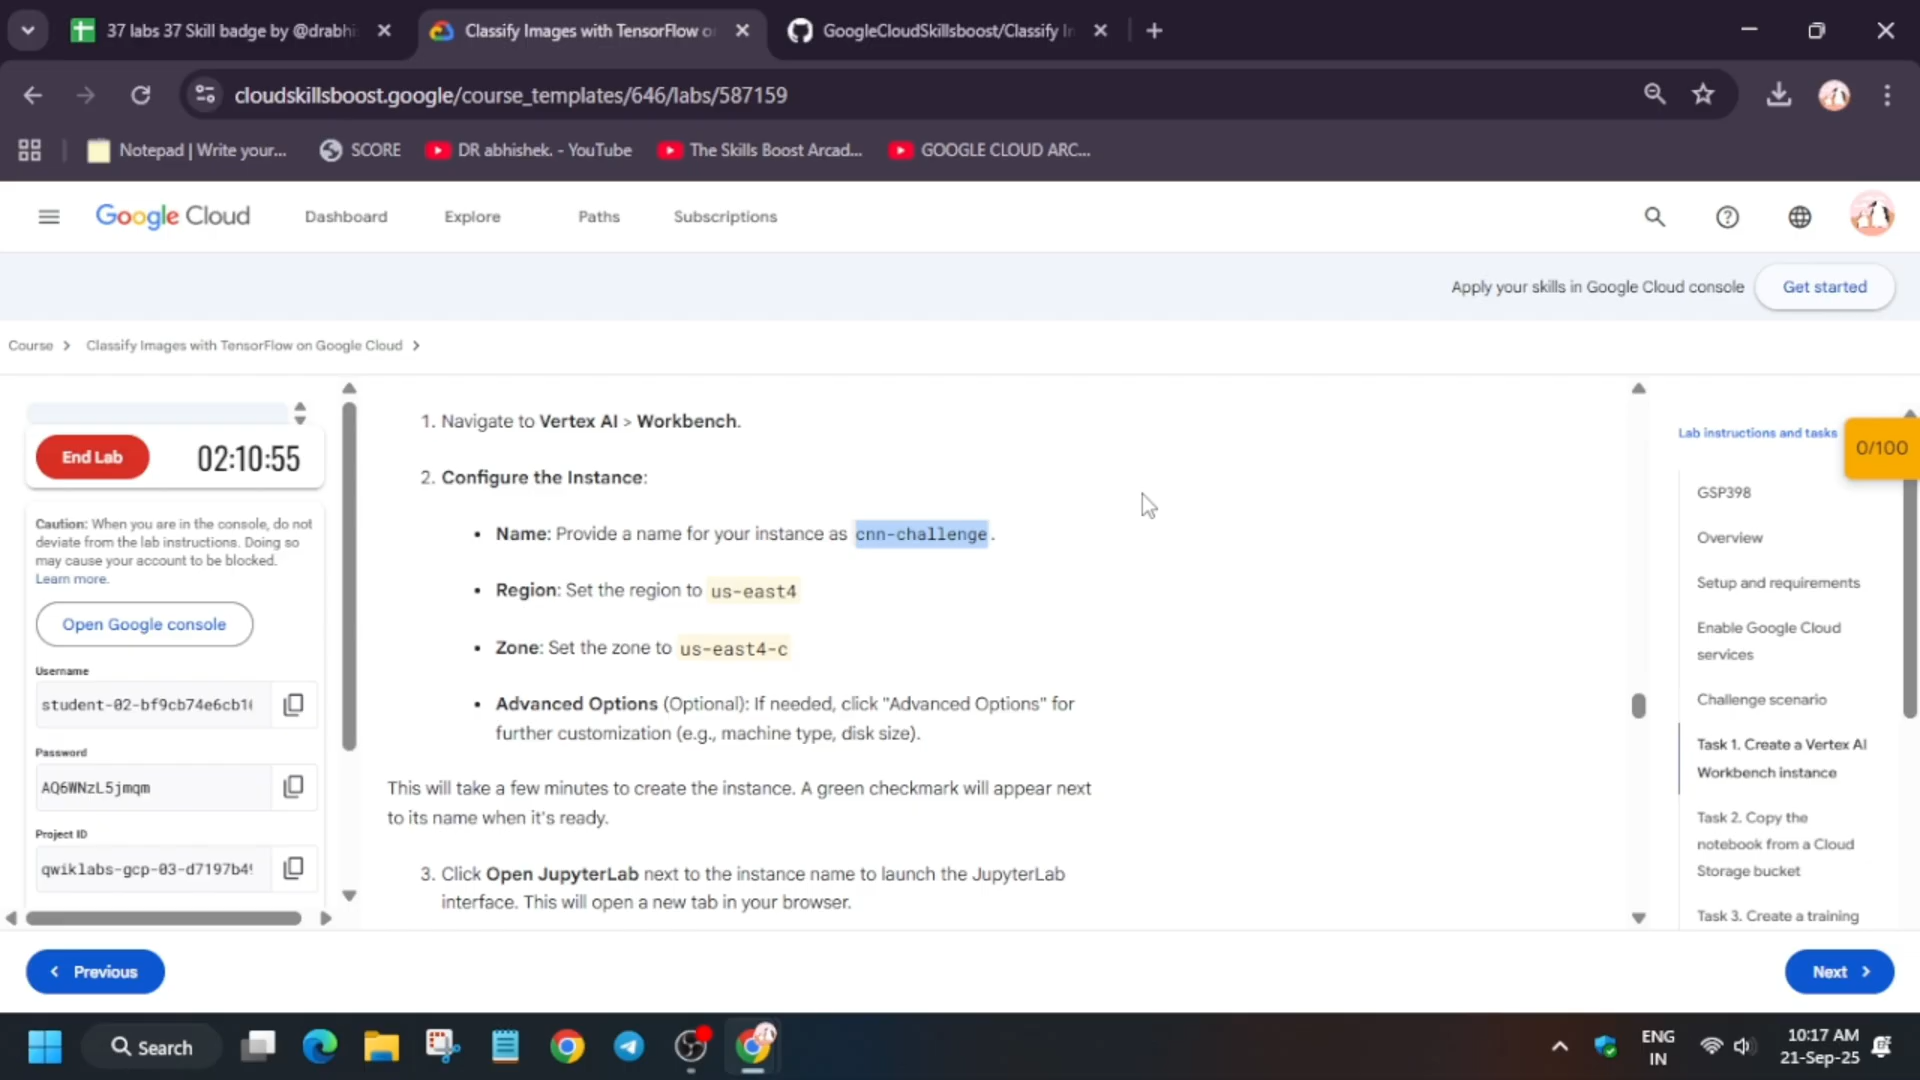 37 labs 37 Skill badge by @drabhi
Classify Images with TensorFlow o
GoogleCloudSkillsboost/Classify I
cloudskillsboost.google/course_templates/646/labs/587159
Notepad | Write your...
SCORE
DR abhishek. - YouTube
The Skills Boost Arcad...
GOOGLE CLOUD ARC...
Google Cloud
Dashboard
Explore
Paths
Subscriptions
Apply your skills in Google Cloud console
Get started
Course
Classify Images with TensorFlow on Google Cloud
End Lab
02:10:55
Caution: When you are in the console, do not
deviate from the lab instructions. Doing so
may cause your account to be blocked.
Learn more.
Open Google console
Username
student-02-bf9cb74e6cb1
Password
AQ6WNzL5jmqm
Project ID
qwiklabs-gcp-03-d7197b4
1. Navigate to Vertex AI > Workbench.
2. Configure the Instance:
• Name: Provide a name for your instance as cnn-challenge.
• Region: Set the region to us-east4
• Zone: Set the zone to us-east4-c
• Advanced Options (Optional): If needed, click "Advanced Options" for
further customization (e.g., machine type, disk size).
This will take a few minutes to create the instance. A green checkmark will appear next
to its name when it's ready.
3. Click Open JupyterLab next to the instance name to launch the JupyterLab
interface. This will open a new tab in your browser.
Lab instructions and tasks
0/100
GSP398
Overview
Setup and requirements
Enable Google Cloud
services
Challenge scenario
Task 1. Create a Vertex AI
Workbench instance
Task 2. Copy the
notebook from a Cloud
Storage bucket
Task 3. Create a training
Previous
Next
Search
ENG
IN
10:17 AM
21-Sep-25